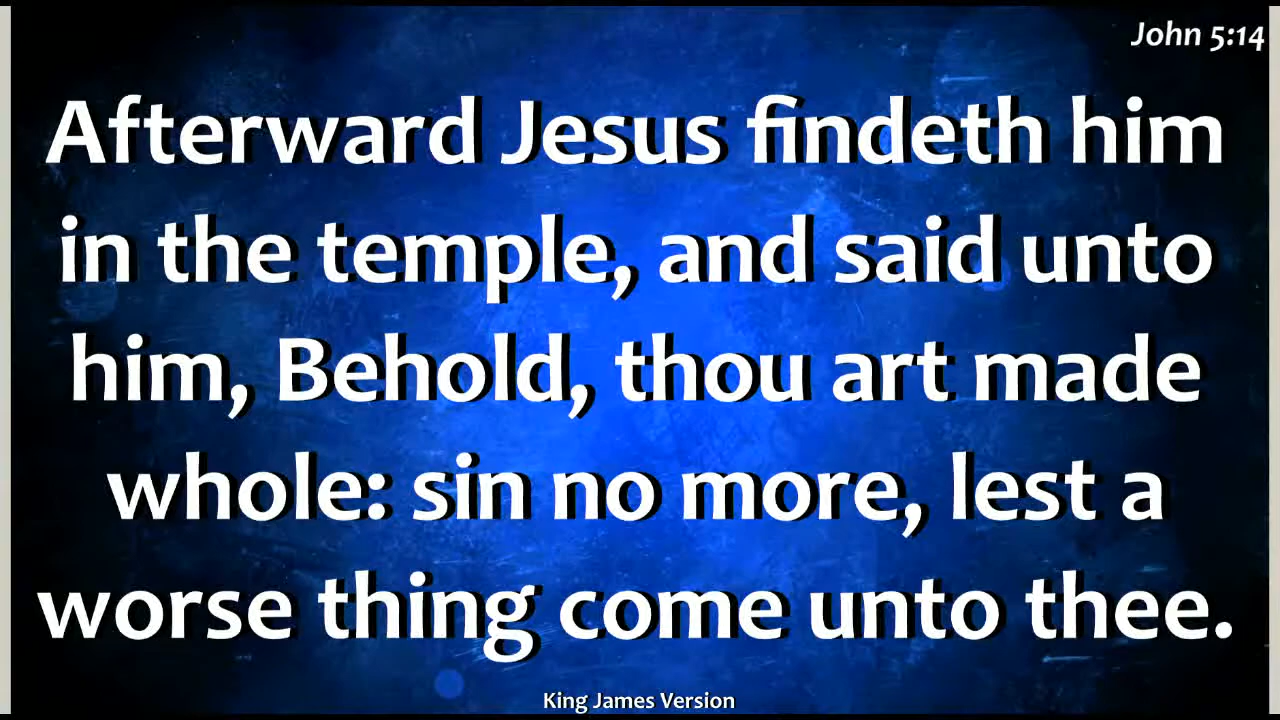 John 5:14
Afterward Jesus findeth him
in the temple, and said unto
him, Behold, thou art made
whole: sin no more, lest a
worse thing come unto thee.
King James Version